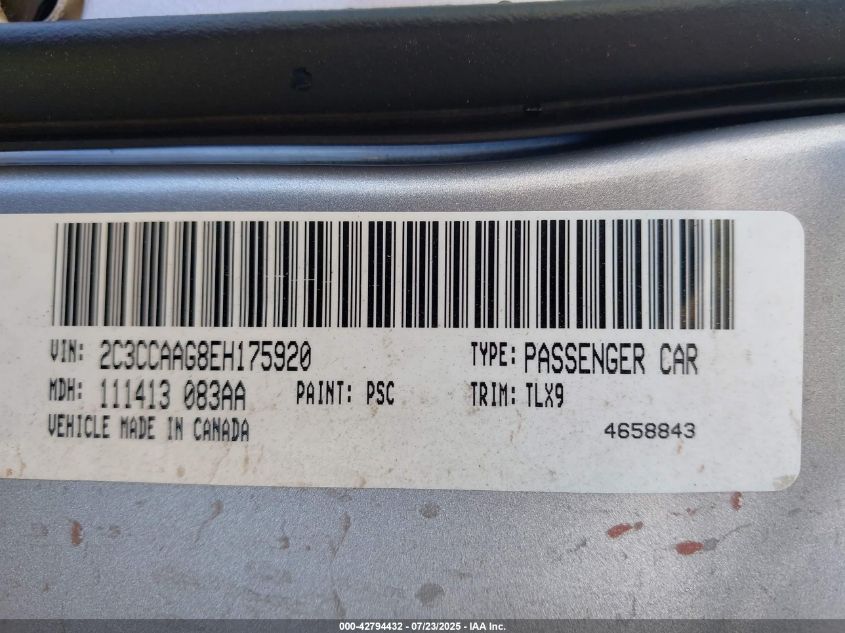 VIN: 2C3CCAAG8EH175920 TYPE: PASSENGER CAR
MDH: 111413 083AA PAINT: PSC TRIM: TLX9
VEHICLE MADE IN CANADA 4658843
000-42794432 - 07/23/2025 - IAA Inc.